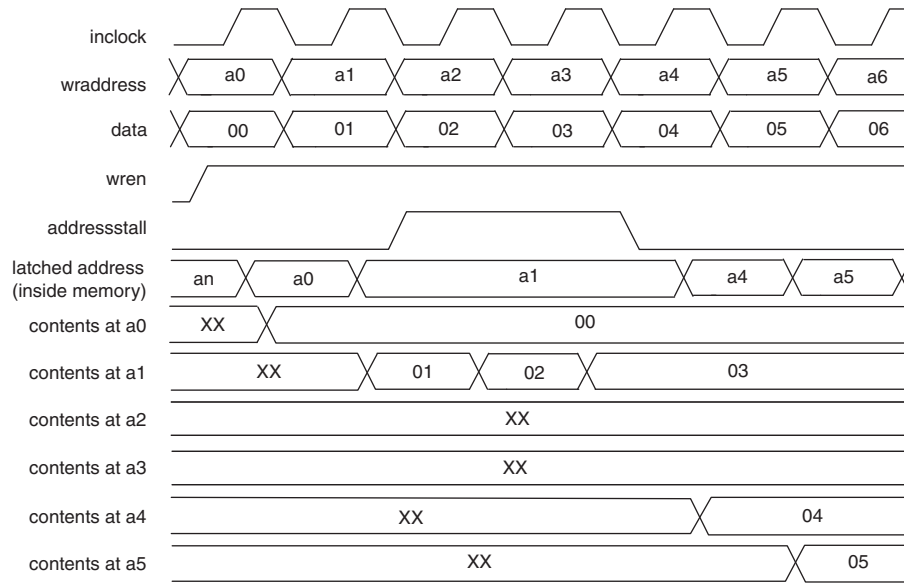 inclock
wraddress a0 a1 a2 a3 a4 a5 a6
data 00 01 02 03 04 05 06
wren
addressstall
latched address
(inside memory) an a0 a1 a4 a5
contents at a0 XX 00
contents at a1 XX 01 02 03
contents at a2 XX
contents at a3 XX
contents at a4 XX 04
contents at a5 XX 05